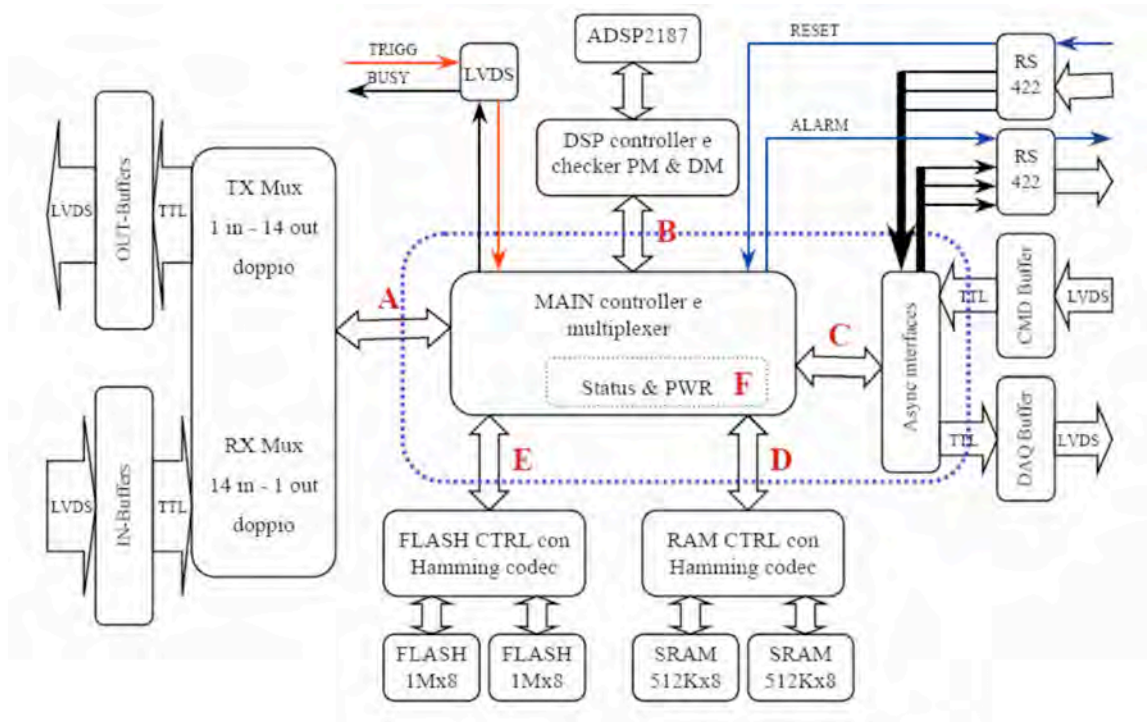 ADSP2187
RESET
TRIGG
BUSY
LVDS
RS
422
DSP controller e
checker PM & DM
ALARM
RS
422
OUT-Buffers
LVDS
TTL
TX Mux
1 in - 14 out
doppio
B
A
MAIN controller e
multiplexer
C
Status & PWR
F
Async interfaces
TTL
CMD Buffer
LVDS
TTL
DAQ Buffer
LVDS
RX Mux
14 in - 1 out
doppio
IN-Buffers
LVDS
TTL
E
D
FLASH CTRL con
Hamming codec
RAM CTRL con
Hamming codec
FLASH
1Mx8
FLASH
1Mx8
SRAM
512Kx8
SRAM
512Kx8